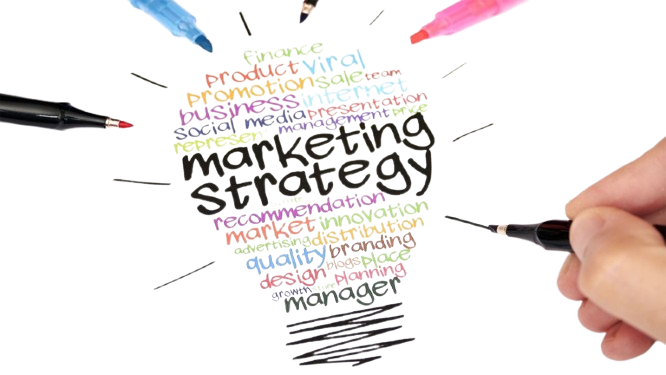 finance
product viral
promotion sale team
business internet
social media presentation
represen management price
marketing
strategy
recommendation
market innovation
advertising distribution
quality branding
design blogs place
growth planning
manager